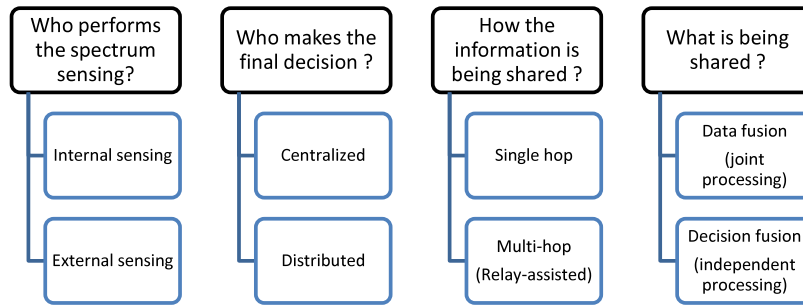 Who performs
the spectrum
sensing?
Internal sensing
External sensing
Who makes the
final decision ?
Centralized
Distributed
How the
information is
being shared ?
Single hop
Multi-hop
(Relay-assisted)
What is being
shared ?
Data fusion
(joint
processing)
Decision fusion
(independent
processing)